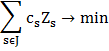 ∑ c_s Z_s → min
s∈J